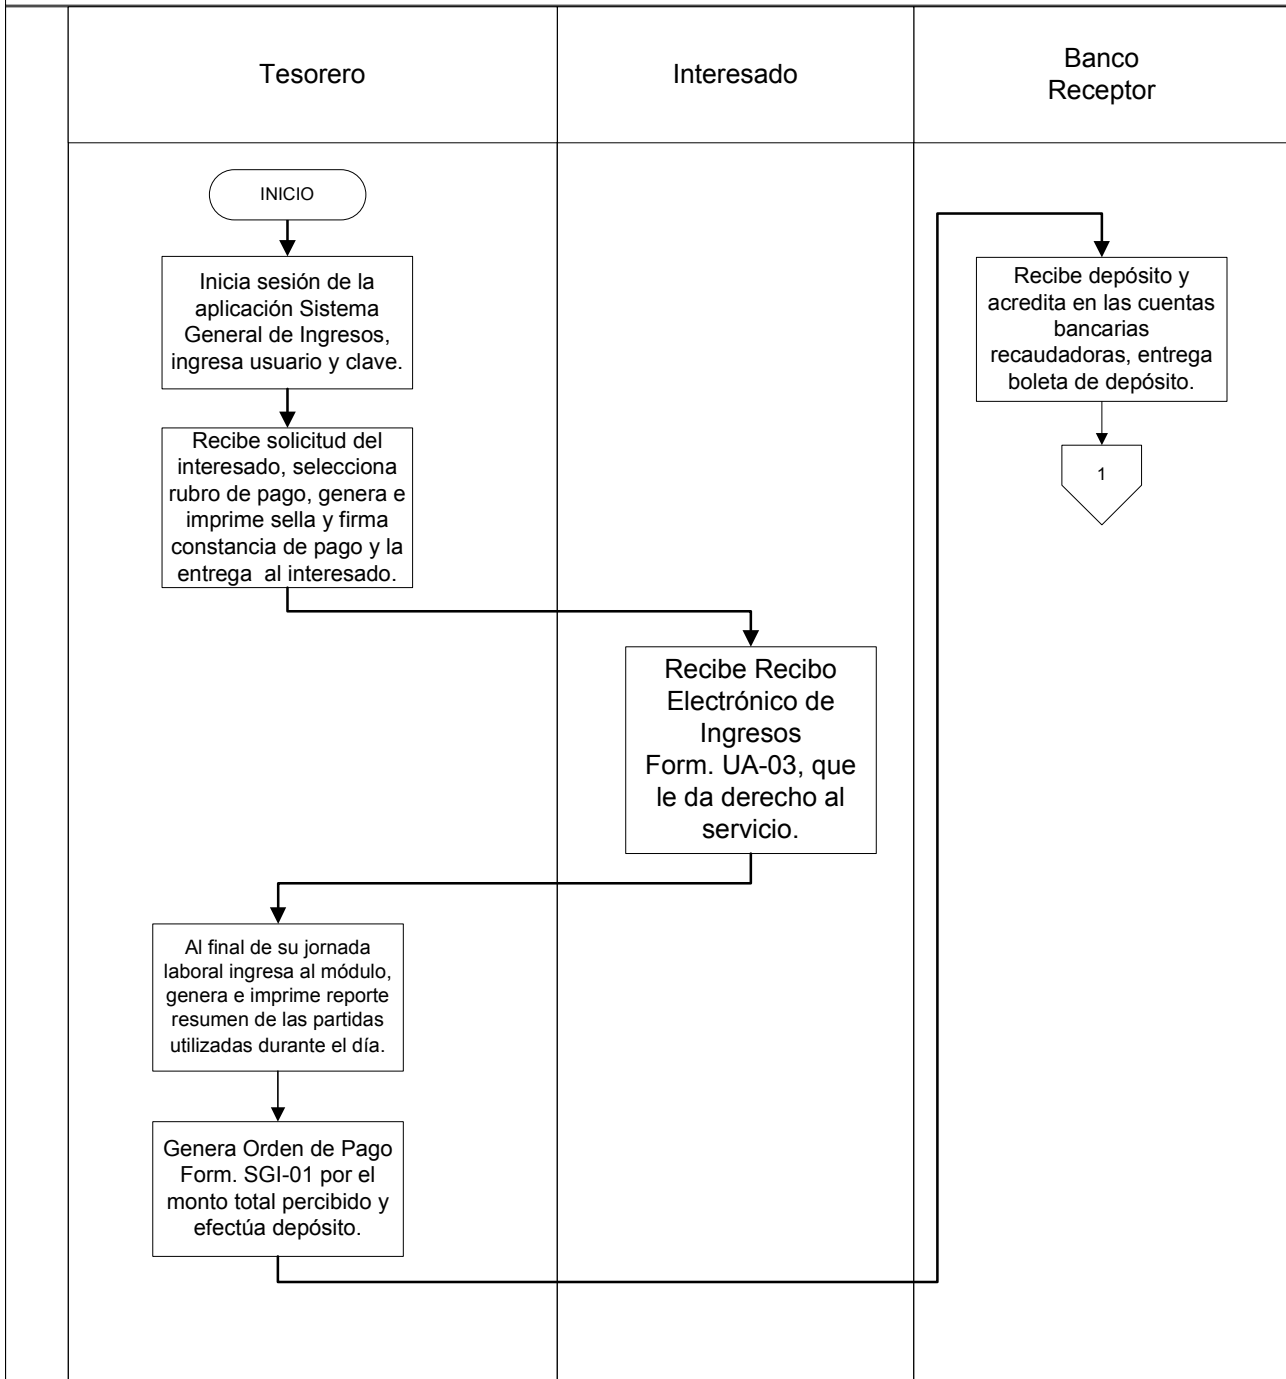 Tesorero
Interesado
Banco
Receptor
INICIO
Inicia sesión de la
aplicación Sistema
General de Ingresos,
ingresa usuario y clave.
Recibe solicitud del
interesado, selecciona
rubro de pago, genera e
imprime sella y firma
constancia de pago y la
entrega  al interesado.
Recibe Recibo
Electrónico de
Ingresos
Form. UA-03, que
le da derecho al
servicio.
Al final de su jornada
laboral ingresa al módulo,
genera e imprime reporte
resumen de las partidas
utilizadas durante el día.
Genera Orden de Pago
Form. SGI-01 por el
monto total percibido y
efectúa depósito.
Recibe depósito y
acredita en las cuentas
bancarias
recaudadoras, entrega
boleta de depósito.
1